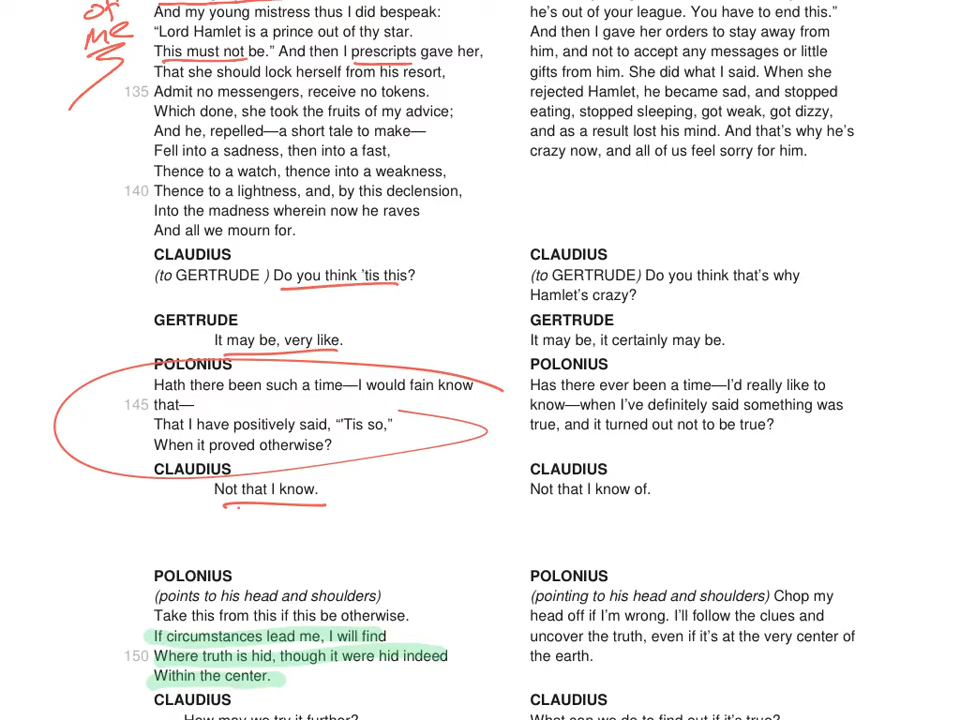 of
me
And my young mistress thus I did bespeak:
“Lord Hamlet is a prince out of thy star.
This must not be.” And then I prescripts gave her,
That she should lock herself from his resort,
135 Admit no messengers, receive no tokens.
Which done, she took the fruits of my advice;
And he, repelled—a short tale to make—
Fell into a sadness, then into a fast,
Thence to a watch, thence into a weakness,
140 Thence to a lightness, and, by this declension,
Into the madness wherein now he raves
And all we mourn for.
he’s out of your league. You have to end this.”
And then I gave her orders to stay away from
him, and not to accept any messages or little
gifts from him. She did what I said. When she
rejected Hamlet, he became sad, and stopped
eating, stopped sleeping, got weak, got dizzy,
and as a result lost his mind. And that’s why he’s
crazy now, and all of us feel sorry for him.
CLAUDIUS
(to GERTRUDE ) Do you think ’tis this?
CLAUDIUS
(to GERTRUDE) Do you think that’s why
Hamlet’s crazy?
GERTRUDE
It may be, very like.
GERTRUDE
It may be, it certainly may be.
POLONIUS
Hath there been such a time—I would fain know
145 that—
That I have positively said, “’Tis so,”
When it proved otherwise?
POLONIUS
Has there ever been a time—I’d really like to
know—when I’ve definitely said something was
true, and it turned out not to be true?
CLAUDIUS
Not that I know.
CLAUDIUS
Not that I know of.
POLONIUS
(points to his head and shoulders)
Take this from this if this be otherwise.
If circumstances lead me, I will find
150 Where truth is hid, though it were hid indeed
Within the center.
POLONIUS
(pointing to his head and shoulders) Chop my
head off if I’m wrong. I’ll follow the clues and
uncover the truth, even if it’s at the very center of
the earth.
CLAUDIUS
How may we try it further?
CLAUDIUS
What can we do to find out if it’s true?